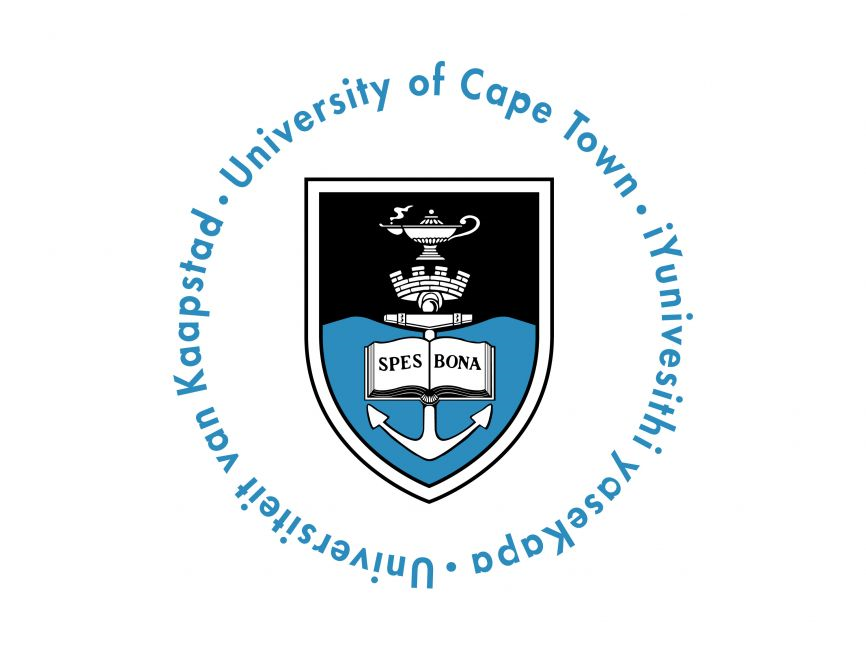 University of Cape Town • iYunivesithi yaseKapa • Universiteit van Kaapstad •
SPES BONA